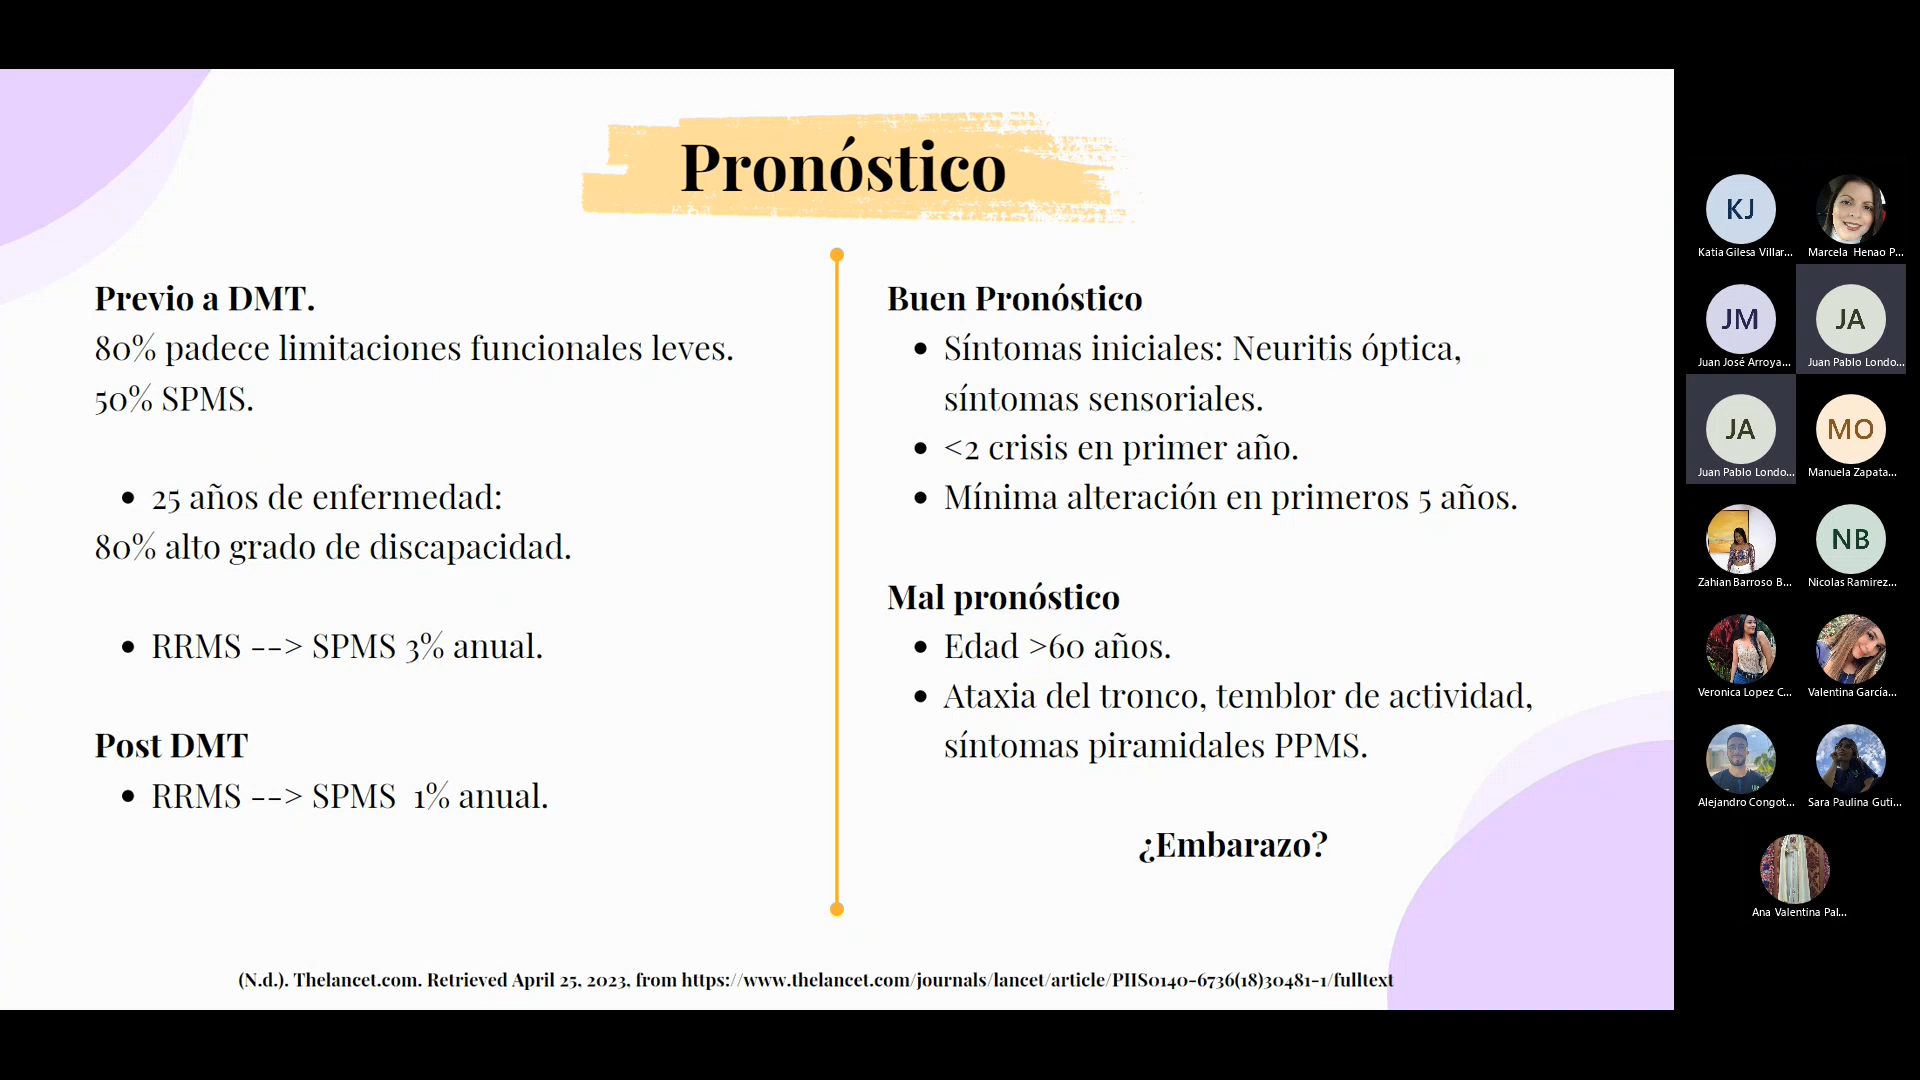 Pronóstico
Previo a DMT.
80% padece limitaciones funcionales leves.
50% SPMS.
• 25 años de enfermedad:
80% alto grado de discapacidad.
• RRMS --> SPMS 3% anual.
Post DMT
• RRMS --> SPMS 1% anual.
Buen Pronóstico
• Síntomas iniciales: Neuritis óptica,
síntomas sensoriales.
• <2 crisis en primer año.
• Mínima alteración en primeros 5 años.
Mal pronóstico
• Edad >60 años.
• Ataxia del tronco, temblor de actividad,
síntomas piramidales PPMS.
¿Embarazo?
(N.d.). Thelancet.com. Retrieved April 25, 2023, from https://www.thelancet.com/journals/lancet/article/PIIS0140-6736(18)30481-1/fulltext
KJ
Katia Gilesa Villar...
Marcela Henao P...
JM
Juan José Arroya...
JA
Juan Pablo Londo...
JA
Juan Pablo Londo...
MO
Manuela Zapata...
Zahian Barroso B...
NB
Nicolas Ramirez...
Veronica Lopez C...
Valentina García...
Alejandro Congot...
Sara Paulina Guti...
Ana Valentina Pal...